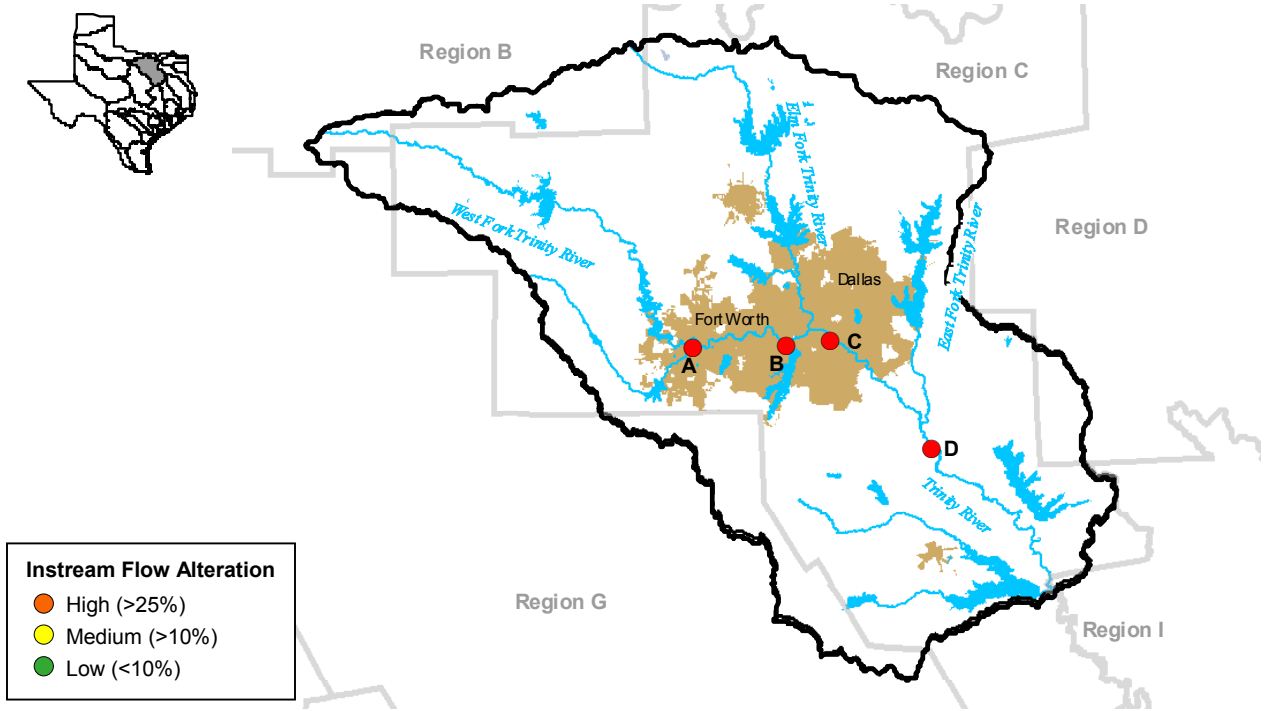 Region B
Region C
Elm Fork Trinity River
West Fork Trinity River
Region D
East Fork Trinity River
Dallas
Fort Worth
A
B
C
D
Trinity River
Instream Flow Alteration
High (>25%)
Medium (>10%)
Low (<10%)
Region G
Region I